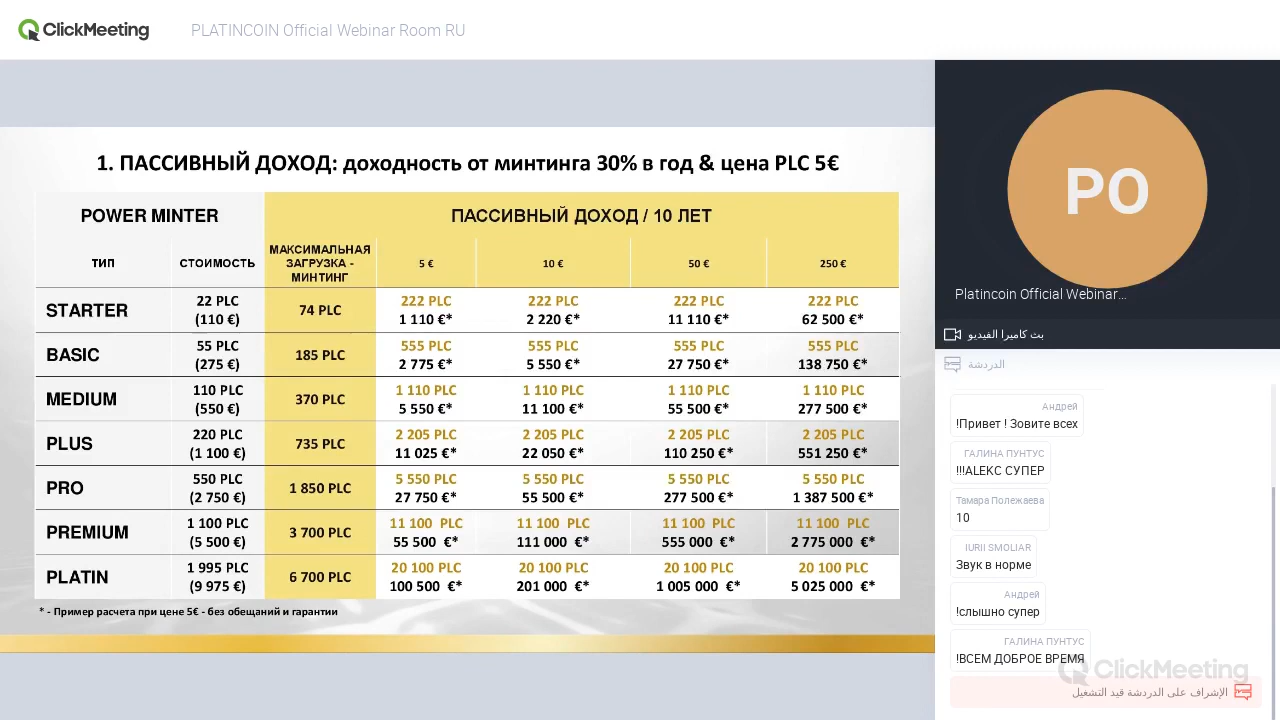 ClickMeeting
PLATINCOIN Official Webinar Room RU
1. ПАССИВНЫЙ ДОХОД: доходность от минтинга 30% в год & цена PLC 5€
POWER MINTER
ПАССИВНЫЙ ДОХОД / 10 ЛЕТ
ТИП
СТОИМОСТЬ
МАКСИМАЛЬНАЯ
ЗАГРУЗКА -
МИНТИНГ
5 €
10 €
50 €
250 €
STARTER
22 PLC
(110 €)
74 PLC
222 PLC
1 110 €*
222 PLC
2 220 €*
222 PLC
11 110 €*
222 PLC
62 500 €*
BASIC
55 PLC
(275 €)
185 PLC
555 PLC
2 775 €*
555 PLC
5 550 €*
555 PLC
27 750 €*
555 PLC
138 750 €*
MEDIUM
110 PLC
(550 €)
370 PLC
1 110 PLC
5 550 €*
1 110 PLC
11 100 €*
1 110 PLC
55 500 €*
1 110 PLC
277 500 €*
PLUS
220 PLC
(1 100 €)
735 PLC
2 205 PLC
11 025 €*
2 205 PLC
22 050 €*
2 205 PLC
110 250 €*
2 205 PLC
551 250 €*
PRO
550 PLC
(2 750 €)
1 850 PLC
5 550 PLC
27 750 €*
5 550 PLC
55 500 €*
5 550 PLC
277 500 €*
5 550 PLC
1 387 500 €*
PREMIUM
1 100 PLC
(5 500 €)
3 700 PLC
11 100 PLC
55 500 €*
11 100 PLC
111 000 €*
11 100 PLC
555 000 €*
11 100 PLC
2 775 000 €*
PLATIN
1 995 PLC
(9 975 €)
6 700 PLC
20 100 PLC
100 500 €*
20 100 PLC
201 000 €*
20 100 PLC
1 005 000 €*
20 100 PLC
5 025 000 €*
* - Пример расчета при цене 5€ - без обещаний и гарантии
PO
Platincoin Official Webinar...
بث كاميرا الفيديو
الدردشة
Андрей
!Привет ! Зовите всех
ГАЛИНА ПУНТУС
!!!ALEKC СУПЕР
Тамара Полежаева
10
IURII SMOLIAR
Звук в норме
Андрей
!слышно супер
ГАЛИНА ПУНТУС
!ВСЕМ ДОБРОЕ ВРЕМЯ
ClickMeeting
الإشراف على الدردشة قيد التشغيل